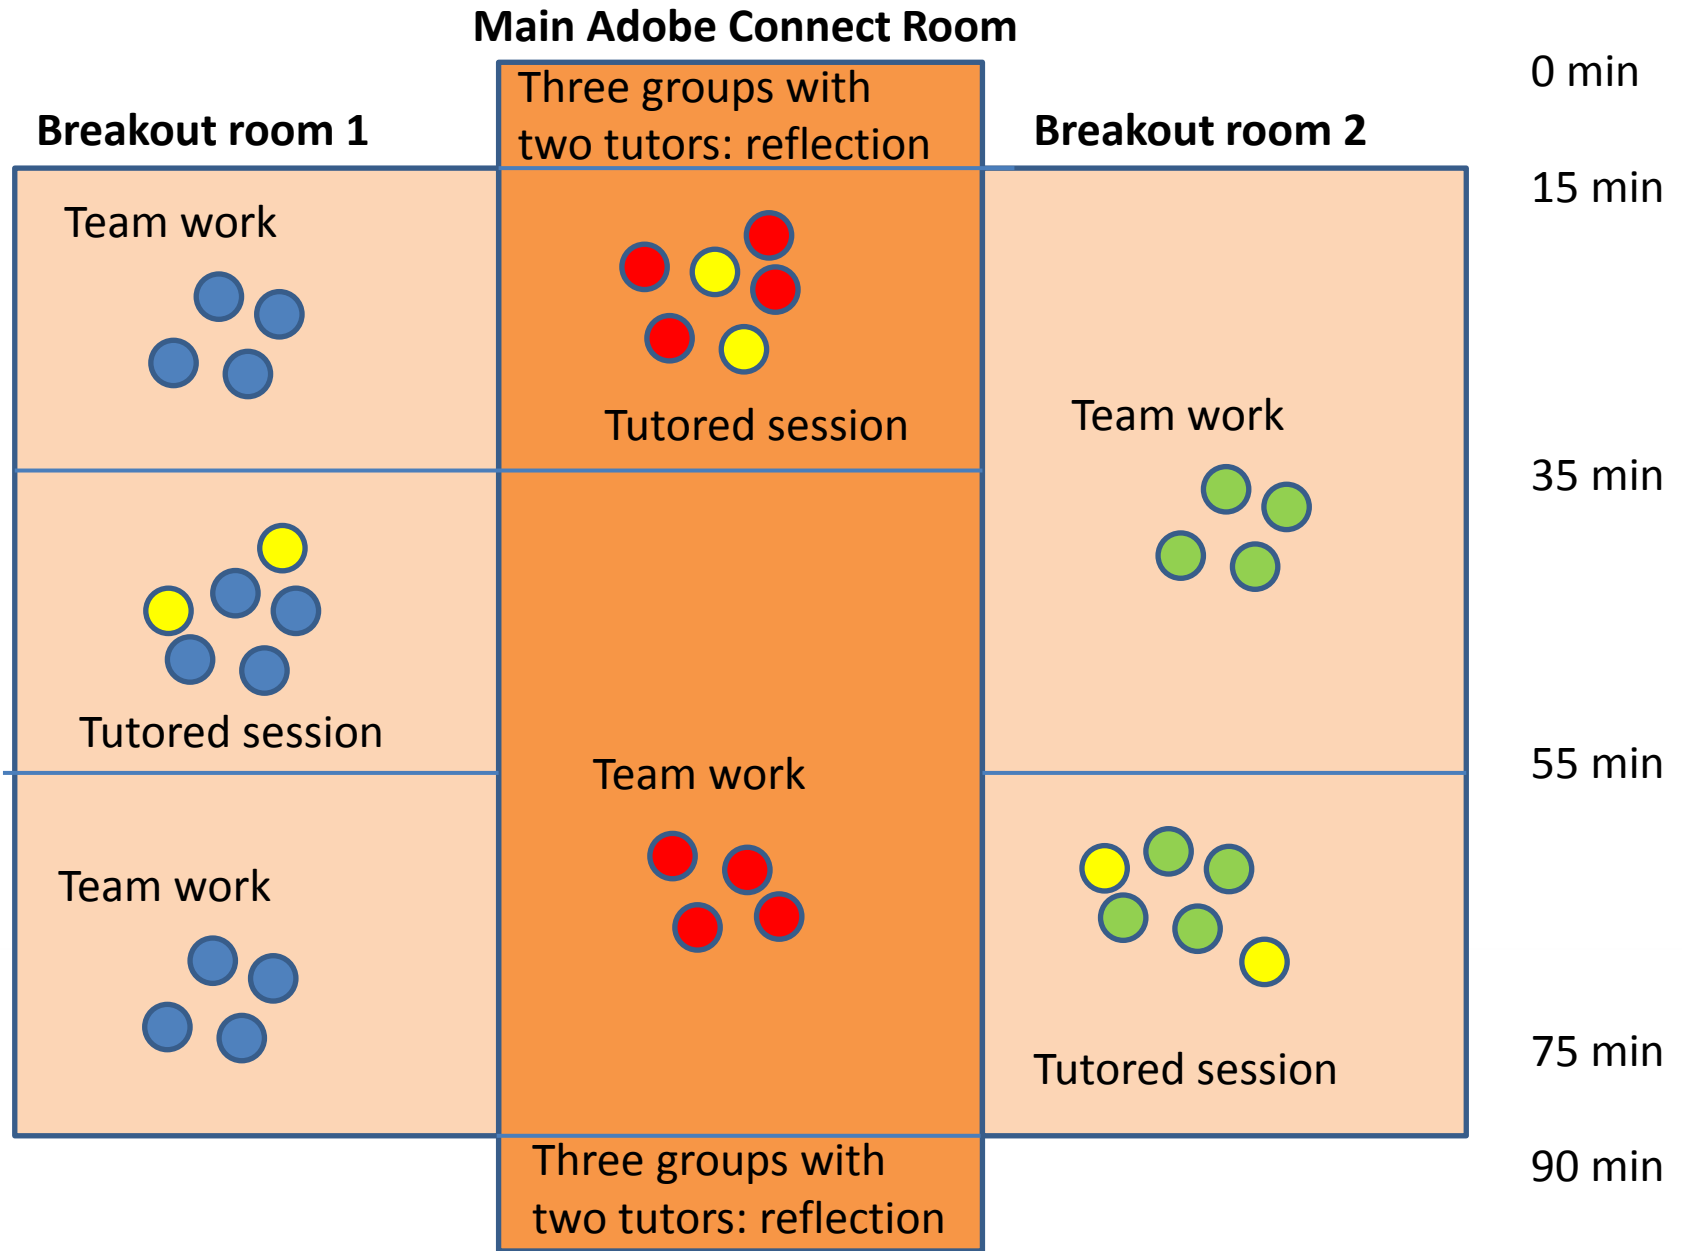 Main Adobe Connect Room
Three groups with
two tutors: reflection
0 min
Breakout room 1
Breakout room 2
15 min
Team work
Tutored session
Team work
35 min
Tutored session
Team work
55 min
Team work
Tutored session
75 min
Three groups with
two tutors: reflection
90 min